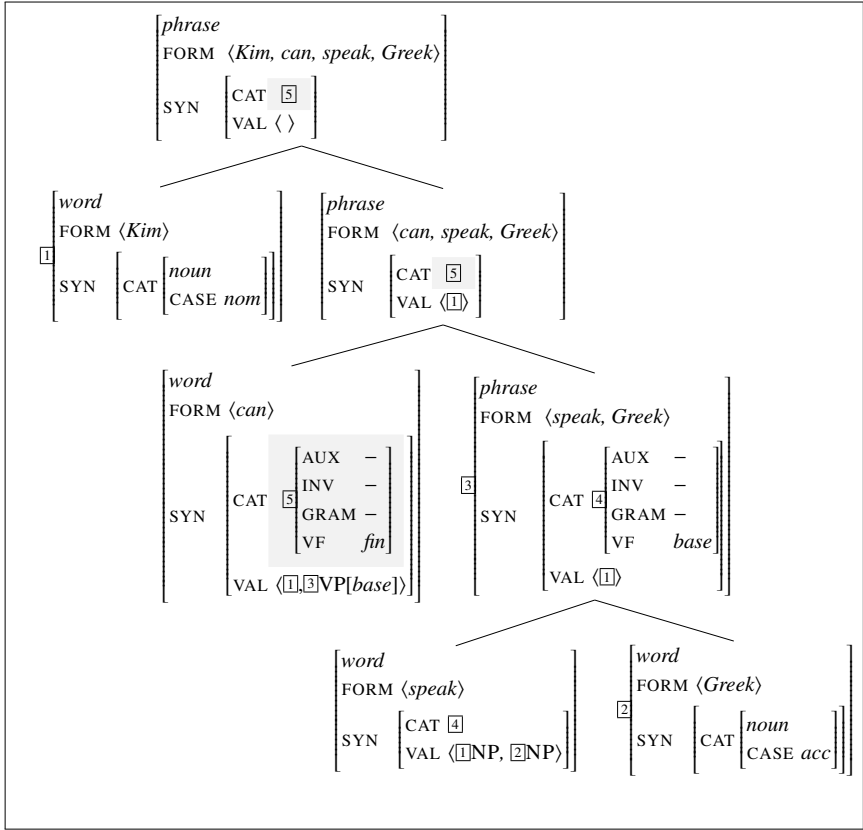 phrase
FORM ⟨Kim, can, speak, Greek⟩
SYN CAT 5
VAL ⟨ ⟩
1 word
FORM ⟨Kim⟩
SYN CAT noun
CASE nom
phrase
FORM ⟨can, speak, Greek⟩
SYN CAT 5
VAL ⟨1⟩
word
FORM ⟨can⟩
SYN CAT 5 AUX −
INV −
GRAM −
VF fin
VAL ⟨1,3VP[base]⟩
3 phrase
FORM ⟨speak, Greek⟩
SYN CAT 4 AUX −
INV −
GRAM −
VF base
VAL ⟨1⟩
word
FORM ⟨speak⟩
SYN CAT 4
VAL ⟨1NP, 2NP⟩
2 word
FORM ⟨Greek⟩
SYN CAT noun
CASE acc